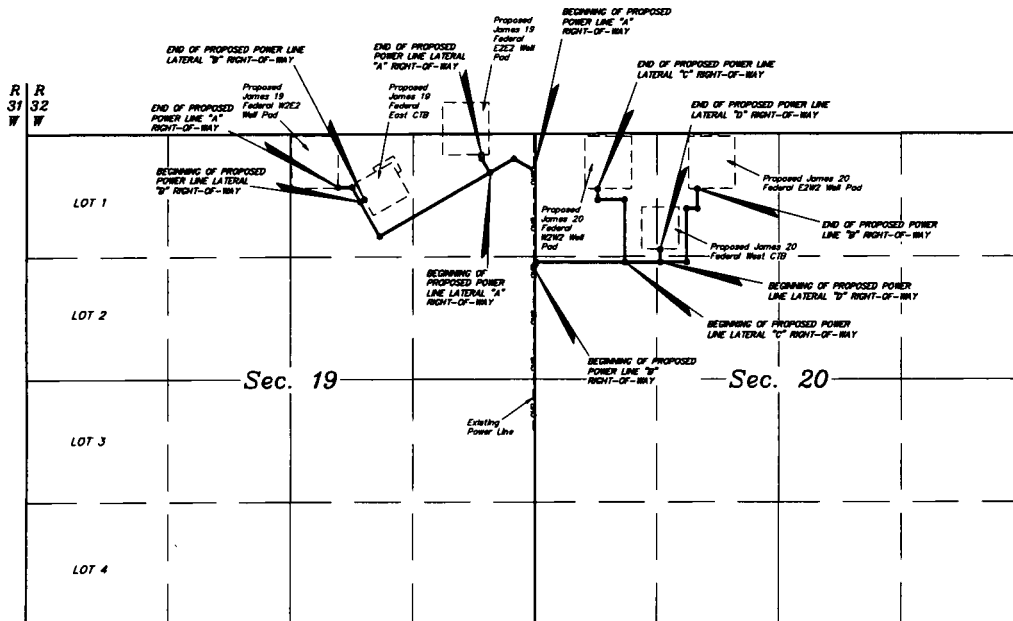 BEGINNING OF PROPOSED
POWER LINE "A"
RIGHT-OF-WAY
Proposed
James 19
Federal
E2E2 Well
Pad
END OF PROPOSED
POWER LINE LATERAL
"A" RIGHT-OF-WAY
END OF PROPOSED POWER LINE
LATERAL "B" RIGHT-OF-WAY
END OF PROPOSED POWER LINE
LATERAL "C" RIGHT-OF-WAY
R R
31 32
W W
Proposed
James 19
Federal W2E2
Well Pad
Proposed
James 19
Federal
East CTB
END OF PROPOSED
POWER LINE "A"
RIGHT-OF-WAY
END OF PROPOSED POWER LINE
LATERAL "D" RIGHT-OF-WAY
BEGINNING OF PROPOSED
POWER LINE LATERAL
"B" RIGHT-OF-WAY
LOT 1
Proposed James 20
Federal E2W2 Well Pad
Proposed
James 20
Federal
W2W2 Well
Pad
END OF PROPOSED POWER
LINE "B" RIGHT-OF-WAY
Proposed James 20
Federal West CTB
BEGINNING OF
PROPOSED POWER
LINE LATERAL "A"
RIGHT-OF-WAY
BEGINNING OF PROPOSED POWER
LINE LATERAL "D" RIGHT-OF-WAY
LOT 2
BEGINNING OF PROPOSED POWER
LINE LATERAL "C" RIGHT-OF-WAY
BEGINNING OF PROPOSED
POWER LINE "B"
RIGHT-OF-WAY
Sec. 19
Sec. 20
Existing
Power Line
LOT 3
LOT 4